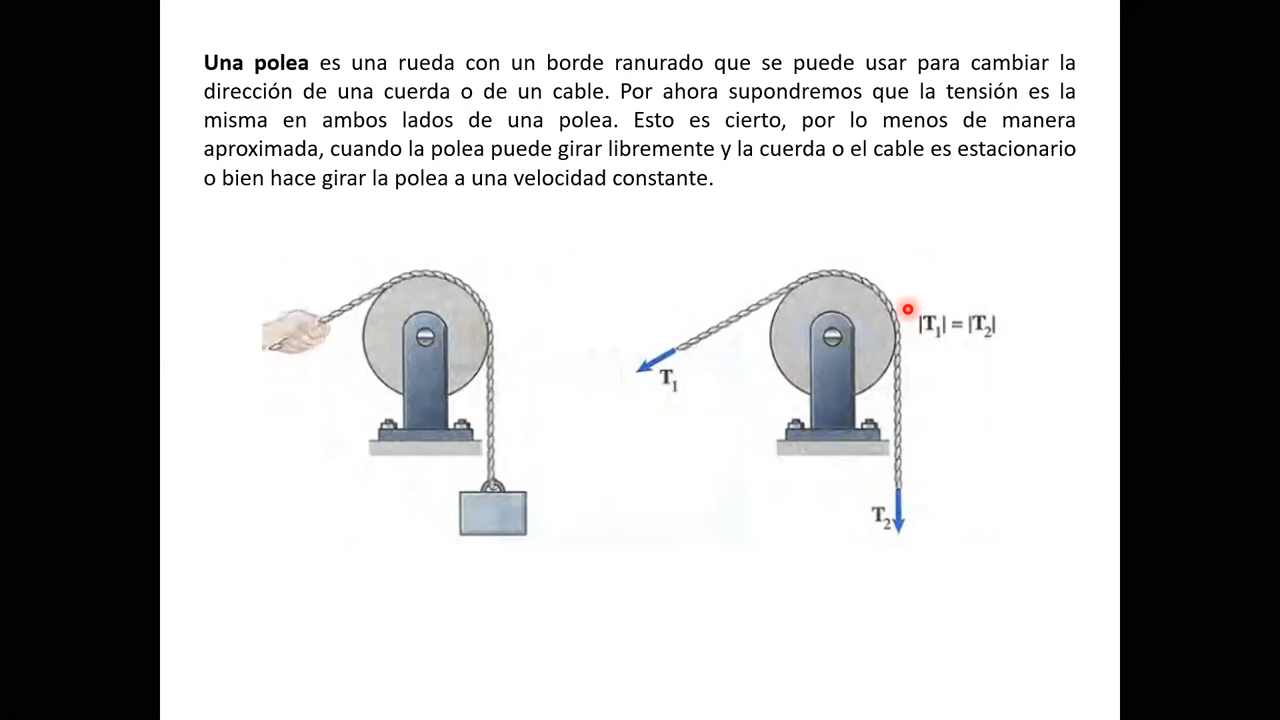 Una polea es una rueda con un borde ranurado que se puede usar para cambiar la
dirección de una cuerda o de un cable. Por ahora supondremos que la tensión es la
misma en ambos lados de una polea. Esto es cierto, por lo menos de manera
aproximada, cuando la polea puede girar libremente y la cuerda o el cable es estacionario
o bien hace girar la polea a una velocidad constante.
|T₁| = |T₂|
T₁
T₂